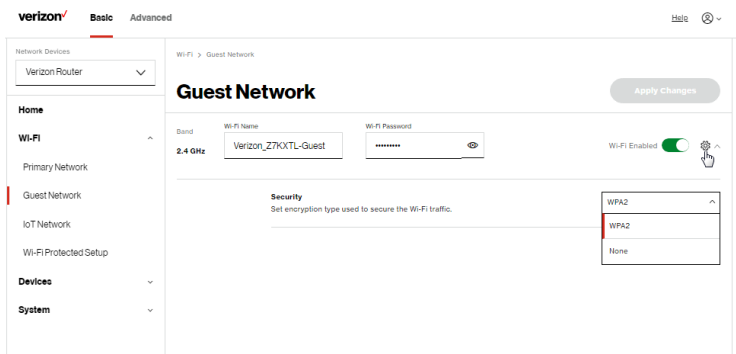 verizon Basic Advanced Help
Network Devices
Verizon Router
Home
Wi-Fi
Primary Network
Guest Network
IoT Network
Wi-Fi Protected Setup
Devices
System
Wi-Fi > Guest Network
Guest Network
Apply Changes
Band
2.4 GHz
Wi-Fi Name
Verizon_Z7KXTL-Guest
Wi-Fi Password
•••••••••
Wi-Fi Enabled
Security
Set encryption type used to secure the Wi-Fi traffic.
WPA2
WPA2
None